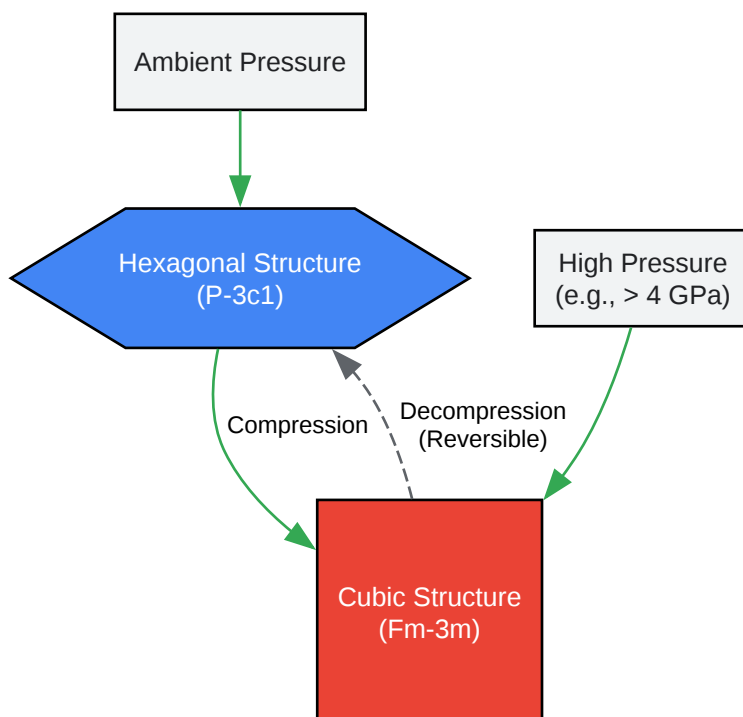 Ambient Pressure
Hexagonal Structure
(P-3c1)
High Pressure
(e.g., > 4 GPa)
Compression
Decompression
(Reversible)
Cubic Structure
(Fm-3m)